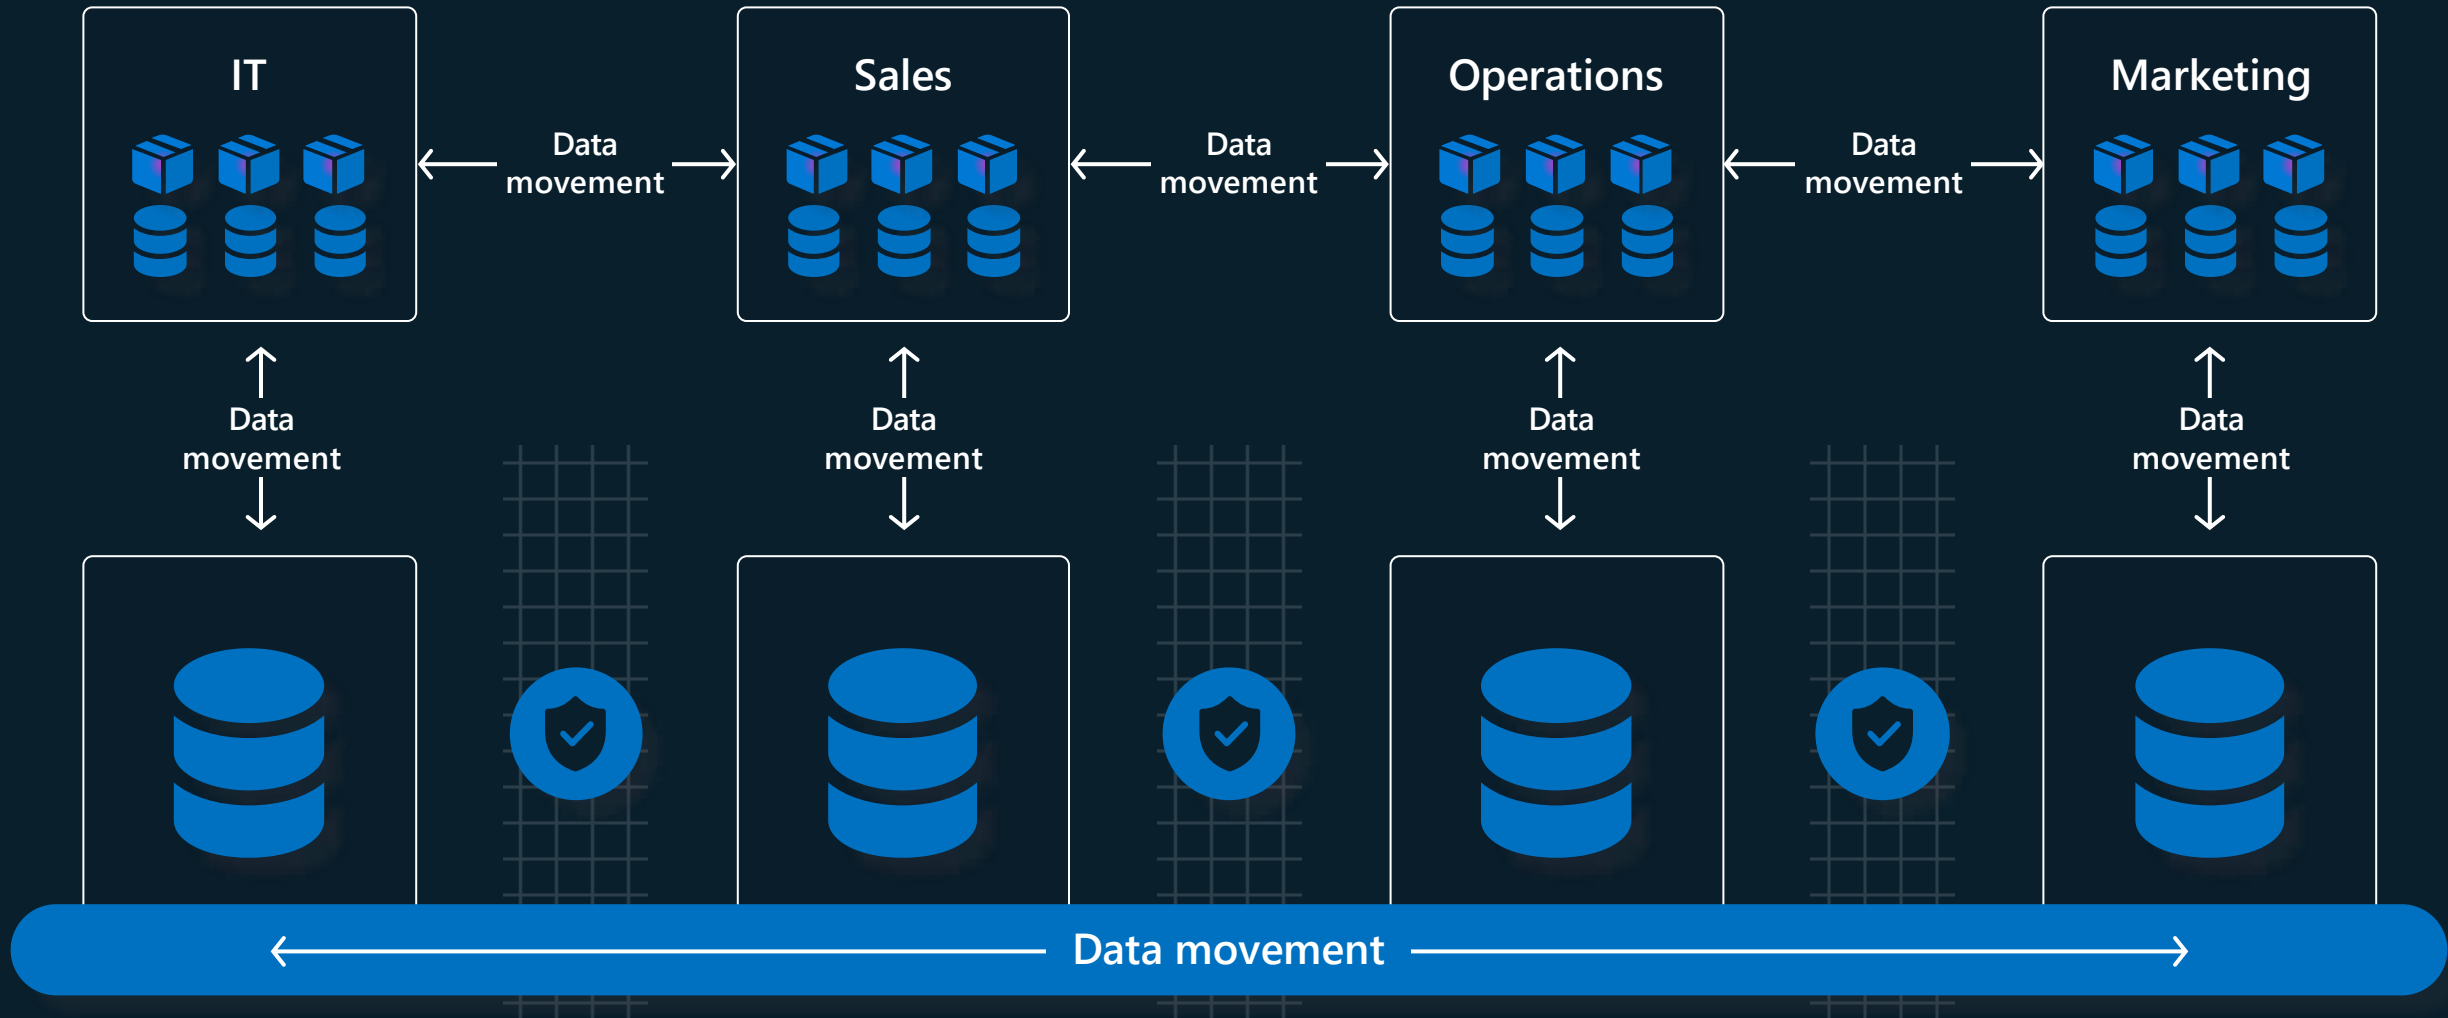 IT
Sales
Operations
Marketing
Data
movement
Data
movement
Data
movement
Data
movement
Data
movement
Data
movement
Data
movement
Data movement